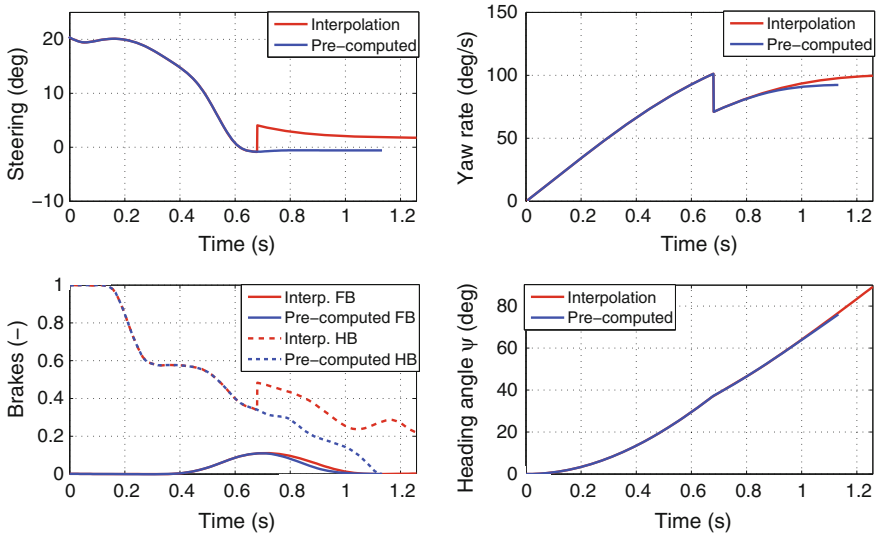 Steering (deg)
20
10
0
−10
0
0.2
0.4
0.6
0.8
1
1.2
Time (s)
Interpolation
Pre−computed
Yaw rate (deg/s)
150
100
50
0
0
0.2
0.4
0.6
0.8
1
1.2
Time (s)
Interpolation
Pre−computed
Brakes (−)
1
0.8
0.6
0.4
0.2
0
0
0.2
0.4
0.6
0.8
1
1.2
Time (s)
Interp. FB
Pre−computed FB
Interp. HB
Pre−computed HB
Heading angle ψ (deg)
80
60
40
20
0
0
0.2
0.4
0.6
0.8
1
1.2
Time (s)
Interpolation
Pre−computed